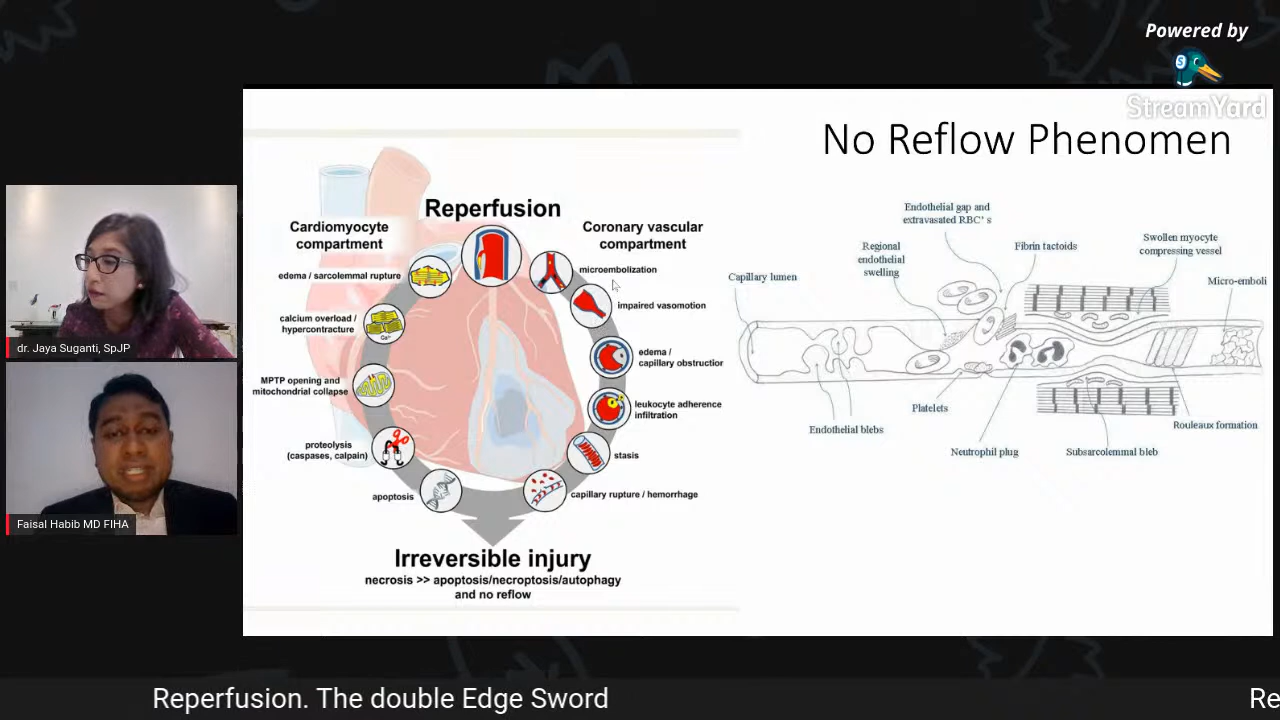 Powered by
StreamYard
No Reflow Phenomen
Reperfusion
Cardiomyocyte
compartment
Coronary vascular
compartment
edema / sarcolemmal rupture
calcium overload /
hypercontracture
Ca²⁺
MPTP opening and
mitochondrial collapse
proteolysis
(caspases, calpain)
apoptosis
microembolization
impaired vasomotion
edema /
capillary obstruction
leukocyte adherence
infiltration
stasis
capillary rupture / hemorrhage
Irreversible injury
necrosis >> apoptosis/necroptosis/autophagy
and no reflow
Endothelial gap and
extravasated RBC' s
Regional
endothelial
swelling
Fibrin tactoids
Swollen myocyte
compressing vessel
Capillary lumen
Micro-emboli
Platelets
Endothelial blebs
Neutrophil plug
Subsarcolemmal bleb
Rouleaux formation
dr. Jaya Suganti, SpJP
Faisal Habib MD FIHA
Reperfusion. The double Edge Sword
Re